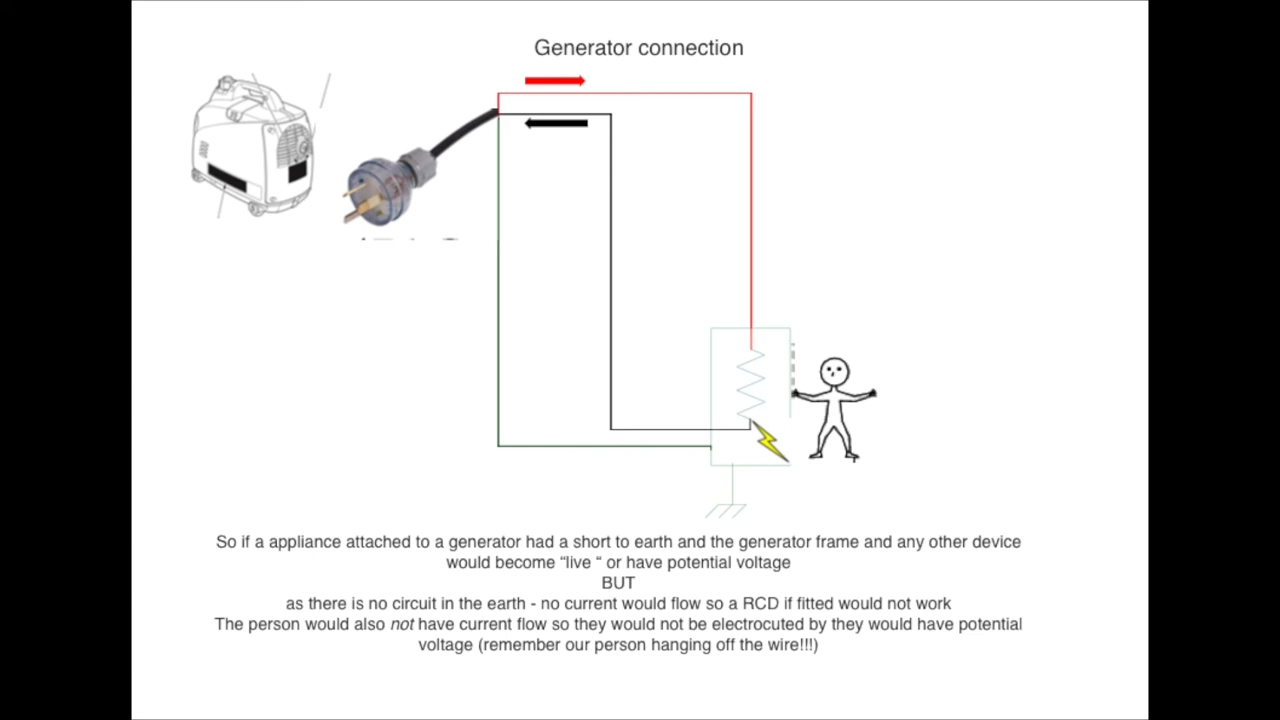 Generator connection
So if a appliance attached to a generator had a short to earth and the generator frame and any other device
would become “live “ or have potential voltage
BUT
as there is no circuit in the earth - no current would flow so a RCD if fitted would not work
The person would also not have current flow so they would not be electrocuted by they would have potential
voltage (remember our person hanging off the wire!!!)